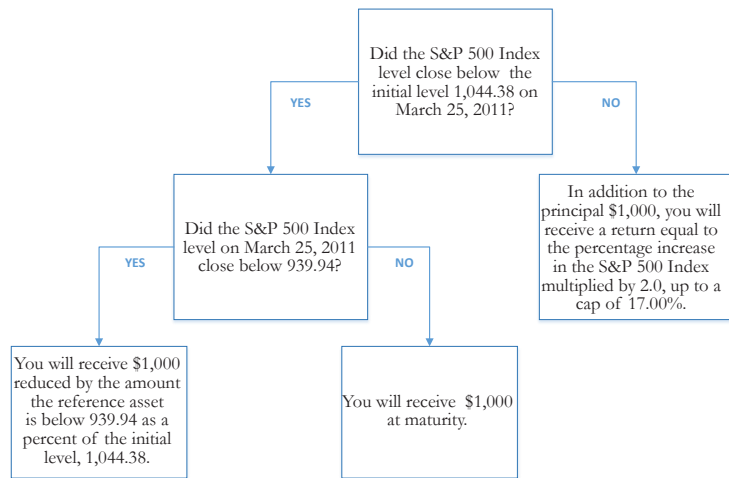 Did the S&P 500 Index
level close below the
initial level 1,044.38 on
March 25, 2011?
YES
NO
Did the S&P 500 Index
level on March 25, 2011
close below 939.94?
In addition to the
principal $1,000, you will
receive a return equal to
the percentage increase
in the S&P 500 Index
multiplied by 2.0, up to a
cap of 17.00%.
YES
NO
You will receive $1,000
reduced by the amount
the reference asset
is below 939.94 as a
percent of the initial
level, 1,044.38.
You will receive $1,000
at maturity.